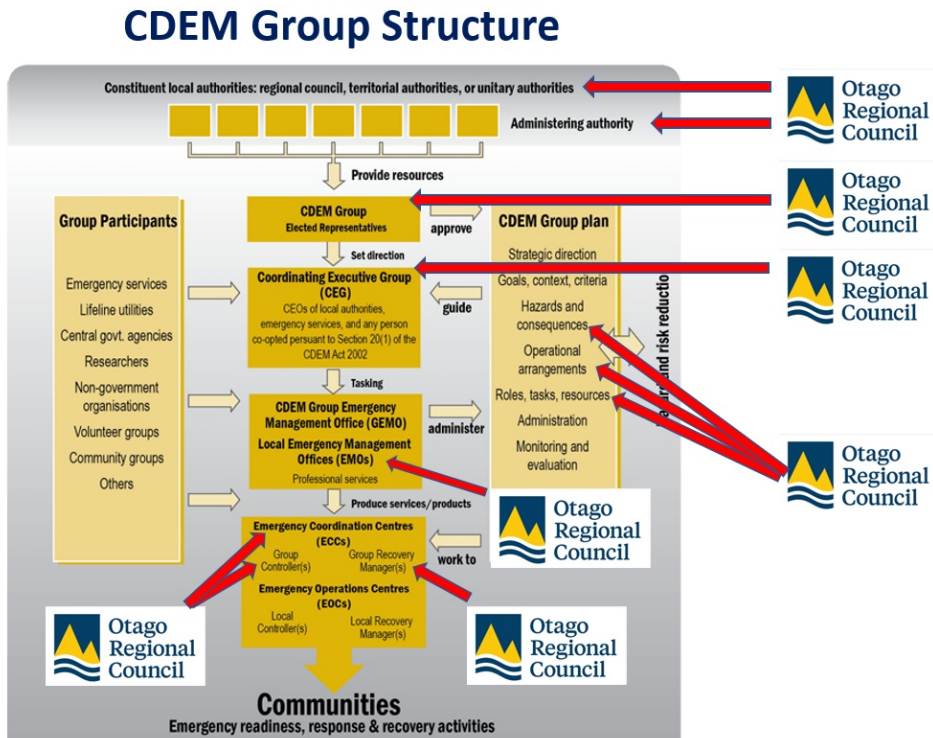 CDEM Group Structure
Constituent local authorities: regional council, territorial authorities, or unitary authorities
Administering authority
Provide resources
Group Participants
Emergency services
Lifeline utilities
Central govt. agencies
Researchers
Non-government
organisations
Volunteer groups
Community groups
Others
CDEM Group
Elected Representatives
approve
Set direction
Coordinating Executive Group
(CEG)
CEOs of local authorities,
emergency services, and any person
co-opted pursuant to Section 20(1) of the
CDEM Act 2002
guide
Tasking
CDEM Group Emergency
Management Office (GEMO)
Local Emergency Management
Offices (EMOs)
Professional services
administer
Produce services/products
Emergency Coordination Centres
(ECCs)
Group
Controller(s)
Group Recovery
Manager(s)
Emergency Operations Centres
(EOCs)
Local
Controller(s)
Local Recovery
Manager(s)
work to
CDEM Group plan
Strategic direction
Goals, context, criteria
Hazards and
consequences
Operational
arrangements
Roles, tasks, resources
Administration
Monitoring and
evaluation
and risk reduction
Communities
Emergency readiness, response & recovery activities
Otago
Regional
Council
Otago
Regional
Council
Otago
Regional
Council
Otago
Regional
Council
Otago
Regional
Council
Otago
Regional
Council
Otago
Regional
Council